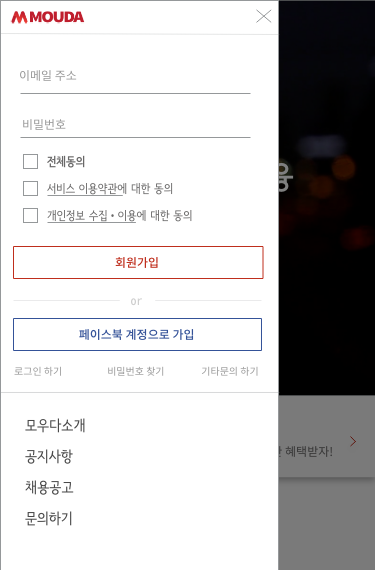 MOUDA
이메일 주소
비밀번호
전체동의
서비스 이용약관에 대한 동의
개인정보 수집 • 이용에 대한 동의
회원가입
or
페이스북 계정으로 가입
로그인 하기 비밀번호 찾기 기타문의 하기
모우다소개
공지사항
채용공고
문의하기
혜택받자!